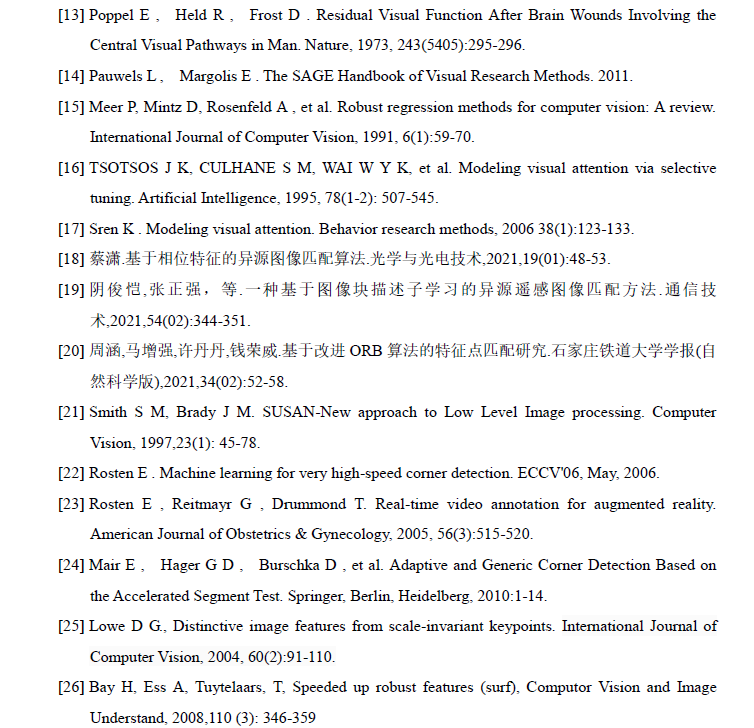 [13] Poppel E , Held R , Frost D . Residual Visual Function After Brain Wounds Involving the
Central Visual Pathways in Man. Nature, 1973, 243(5405):295-296.
[14] Pauwels L , Margolis E . The SAGE Handbook of Visual Research Methods. 2011.
[15] Meer P, Mintz D, Rosenfeld A , et al. Robust regression methods for computer vision: A review.
International Journal of Computer Vision, 1991, 6(1):59-70.
[16] TSOTSOS J K, CULHANE S M, WAI W Y K, et al. Modeling visual attention via selective
tuning. Artificial Intelligence, 1995, 78(1-2): 507-545.
[17] Sren K . Modeling visual attention. Behavior research methods, 2006 38(1):123-133.
[18] 蔡潇.基于相位特征的异源图像匹配算法.光学与光电技术,2021,19(01):48-53.
[19] 阴俊恺,张正强，等.一种基于图像块描述子学习的异源遥感图像匹配方法.通信技
术,2021,54(02):344-351.
[20] 周涵,马增强,许丹丹,钱荣威.基于改进 ORB 算法的特征点匹配研究.石家庄铁道大学学报(自
然科学版),2021,34(02):52-58.
[21] Smith S M, Brady J M. SUSAN-New approach to Low Level Image processing. Computer
Vision, 1997,23(1): 45-78.
[22] Rosten E . Machine learning for very high-speed corner detection. ECCV'06, May, 2006.
[23] Rosten E , Reitmayr G , Drummond T. Real-time video annotation for augmented reality.
American Journal of Obstetrics & Gynecology, 2005, 56(3):515-520.
[24] Mair E , Hager G D , Burschka D , et al. Adaptive and Generic Corner Detection Based on
the Accelerated Segment Test. Springer, Berlin, Heidelberg, 2010:1-14.
[25] Lowe D G., Distinctive image features from scale-invariant keypoints. International Journal of
Computer Vision, 2004, 60(2):91-110.
[26] Bay H, Ess A, Tuytelaars, T, Speeded up robust features (surf), Computor Vision and Image
Understand, 2008,110 (3): 346-359